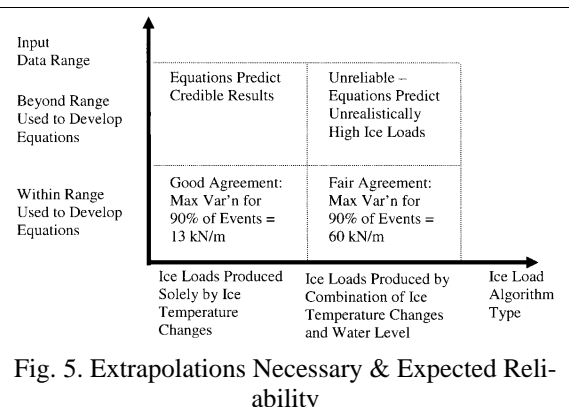 Input
Data Range
Beyond Range
Used to Develop
Equations
Equations Predict
Credible Results
Unreliable –
Equations Predict
Unrealistically
High Ice Loads
Within Range
Used to Develop
Equations
Good Agreement:
Max Var'n for
90% of Events =
13 kN/m
Fair Agreement:
Max Var'n for
90% of Events =
60 kN/m
Ice Loads Produced
Solely by Ice
Temperature
Changes
Ice Loads Produced by
Combination of Ice
Temperature Changes
and Water Level
Ice Load
Algorithm
Type
Fig. 5. Extrapolations Necessary & Expected Reli-
ability